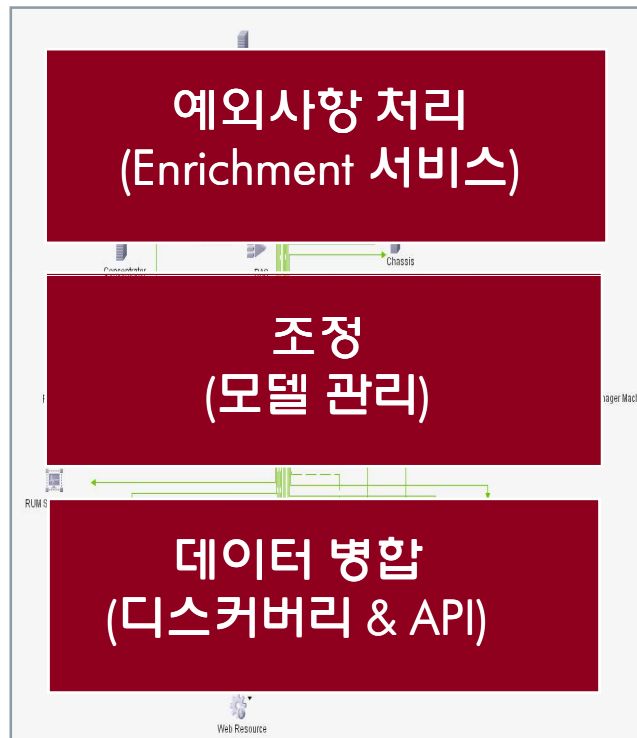 예외사항 처리
(Enrichment 서비스)
Chassis
조정
(모델 관리)
데이터 병합
(디스커버리 & API)
Web Resource